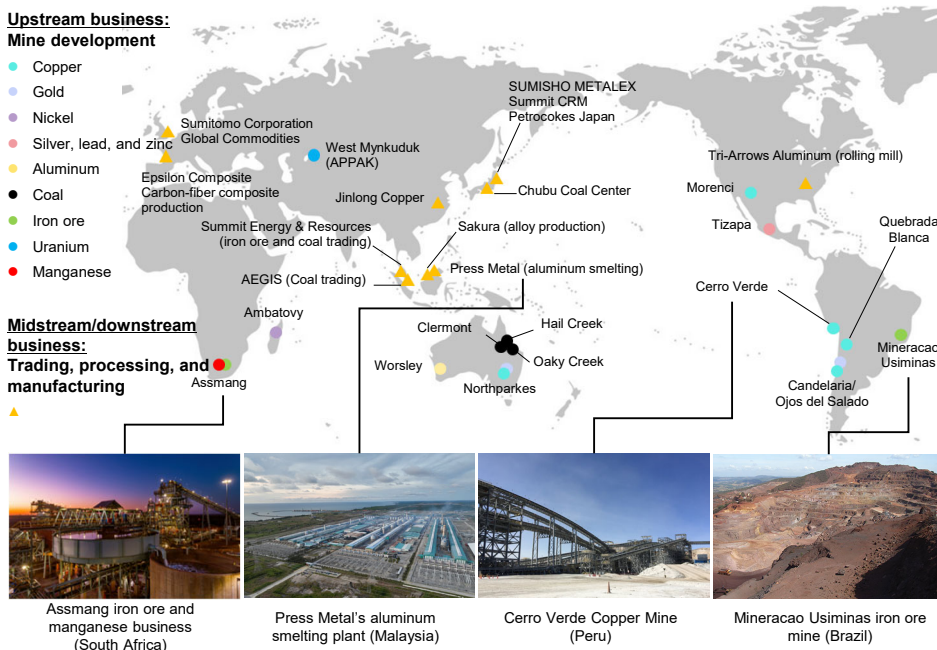 Upstream business:
Mine development
Copper
Gold
Nickel
Silver, lead, and zinc
Aluminum
Coal
Iron ore
Uranium
Manganese
Midstream/downstream
business:
Trading, processing, and
manufacturing
Sumitomo Corporation
Global Commodities
Epsilon Composite
Carbon-fiber composite
production
West Mynkuduk
(APPAK)
SUMISHO METALEX
Summit CRM
Petrocokes Japan
Chubu Coal Center
Jinlong Copper
Summit Energy & Resources
(iron ore and coal trading)
Sakura (alloy production)
AEGIS (Coal trading)
Press Metal (aluminum smelting)
Ambatovy
Assmang
Clermont
Hail Creek
Oaky Creek
Worsley
Northparkes
Tri-Arrows Aluminum (rolling mill)
Morenci
Tizapa
Quebrada
Blanca
Cerro Verde
Mineracao
Usiminas
Candelaria/
Ojos del Salado
Assmang iron ore and
manganese business
(South Africa)
Press Metal's aluminum
smelting plant (Malaysia)
Cerro Verde Copper Mine
(Peru)
Mineracao Usiminas iron ore
mine (Brazil)